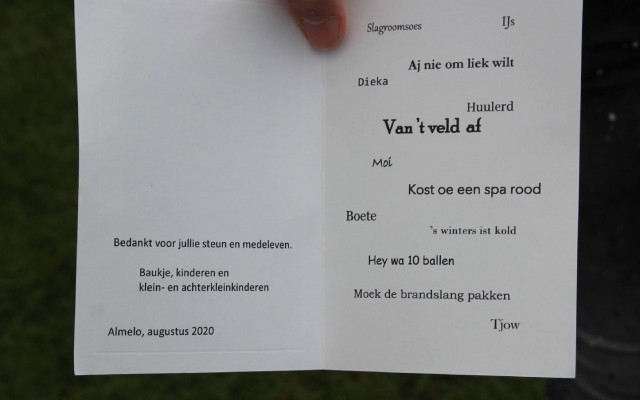 Bedankt voor jullie steun en medeleven.
Baukje, kinderen en
klein- en achterkleinkinderen
Almelo, augustus 2020
Slagroomsoes
IJs
Aj nie om liek wilt
Dieka
Huulerd
Van 't veld af
Moi
Kost oe een spa rood
Boete
's winters ist kold
Hey wa 10 ballen
Moek de brandslang pakken
Tjow